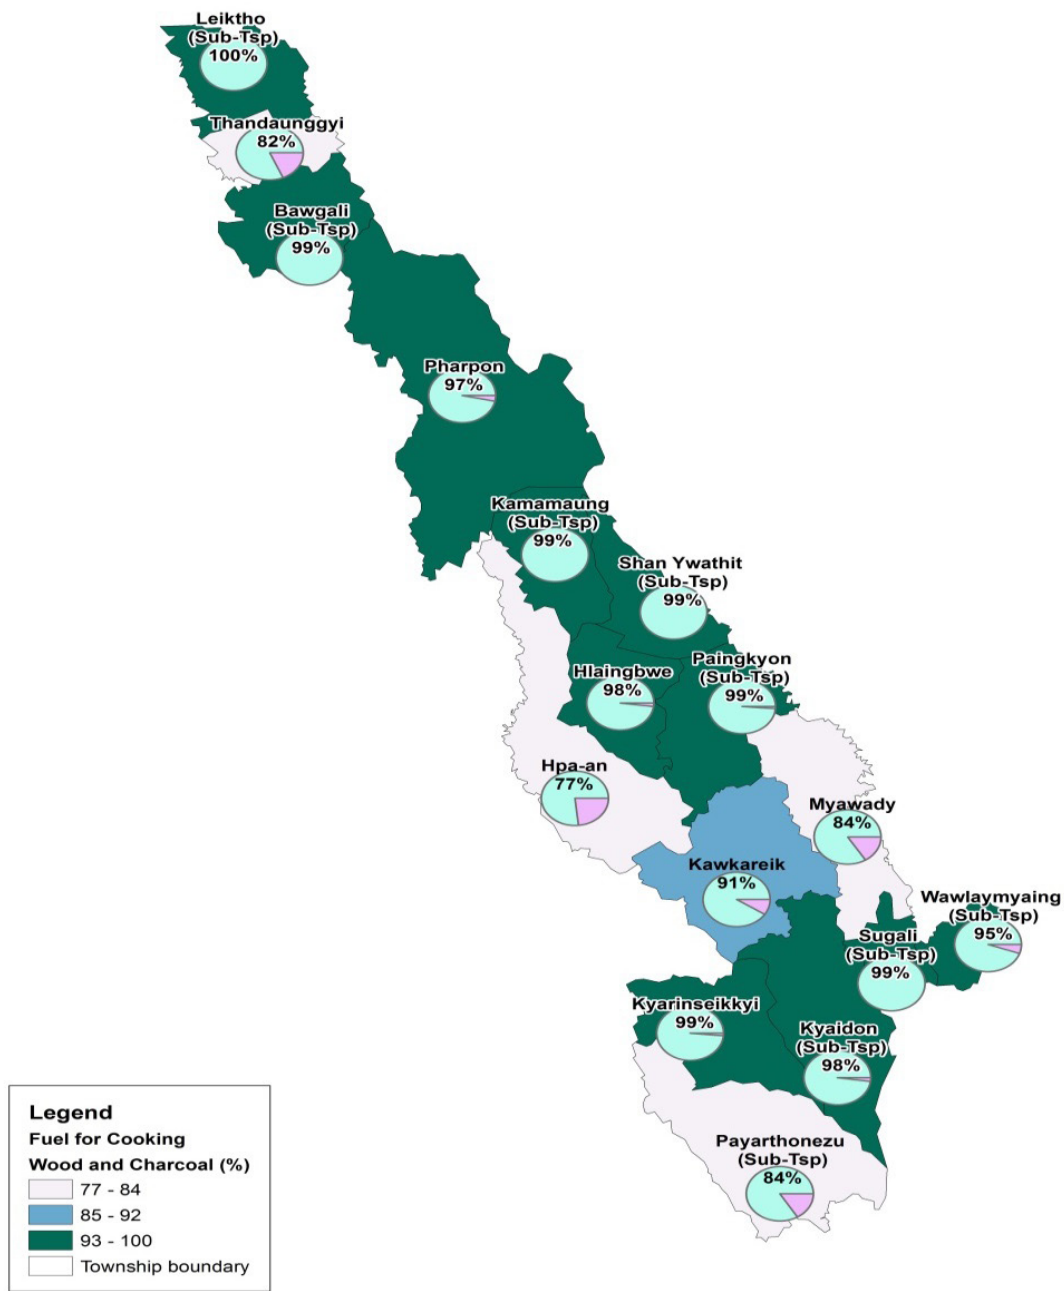 Leiktho
(Sub-Tsp)
100%
Thandaunggyi
82%
Bawgali
(Sub-Tsp)
99%
Pharpon
97%
Kamamaung
(Sub-Tsp)
99%
Shan Ywathit
(Sub-Tsp)
99%
Hlaingbwe
98%
Paingkyon
(Sub-Tsp)
99%
Hpa-an
77%
Myawady
84%
Kawkareik
91%
Wawlaymyaing
(Sub-Tsp)
95%
Sugali
(Sub-Tsp)
99%
Kyarinseikkyi
99%
Kyaidon
(Sub-Tsp)
98%
Payarthonezu
(Sub-Tsp)
84%
Legend
Fuel for Cooking
Wood and Charcoal (%)
77 - 84
85 - 92
93 - 100
Township boundary